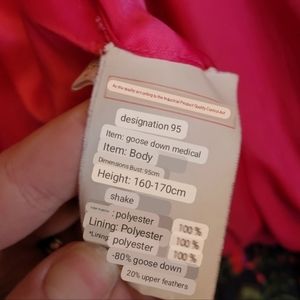 designation 95
Item: goose down medical
Item: Body
Dimensions Bust: 95cm
Height: 160-170cm
shake
: polyester 100 %
Lining: Polyester 100 %
*Lining polyester 100 %
-80% goose down
20% upper feathers